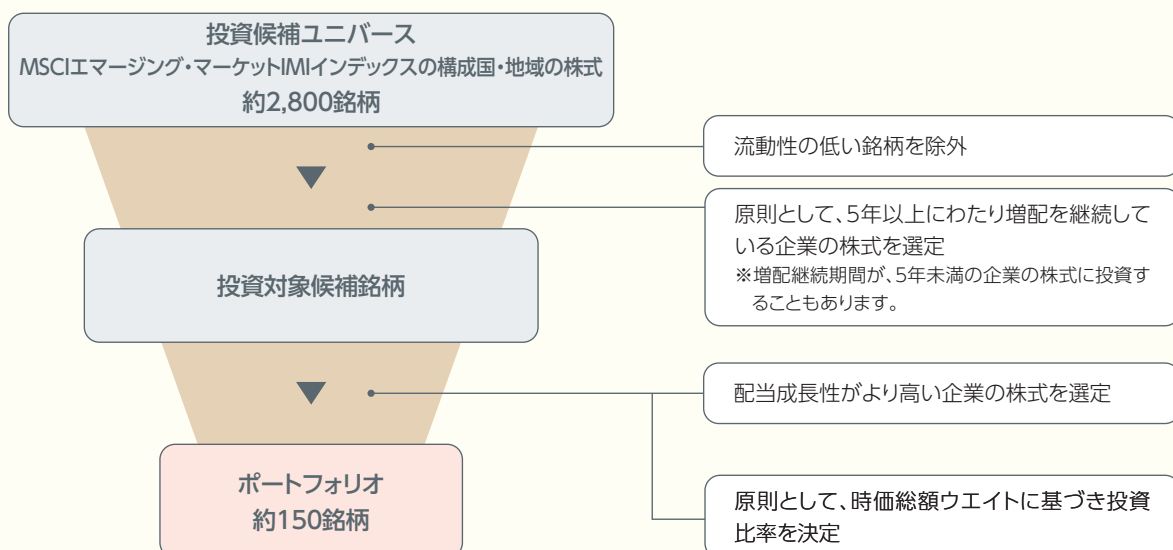 投資候補ユニバース
MSCIエマージング・マーケットIMIインデックスの構成国・地域の株式
約2,800銘柄
流動性の低い銘柄を除外
原則として、5年以上にわたり増配を継続して
いる企業の株式を選定
※増配継続期間が、5年未満の企業の株式に投資す
ることもあります。
投資対象候補銘柄
配当成長性がより高い企業の株式を選定
ポートフォリオ
約150銘柄
原則として、時価総額ウエイトに基づき投資
比率を決定